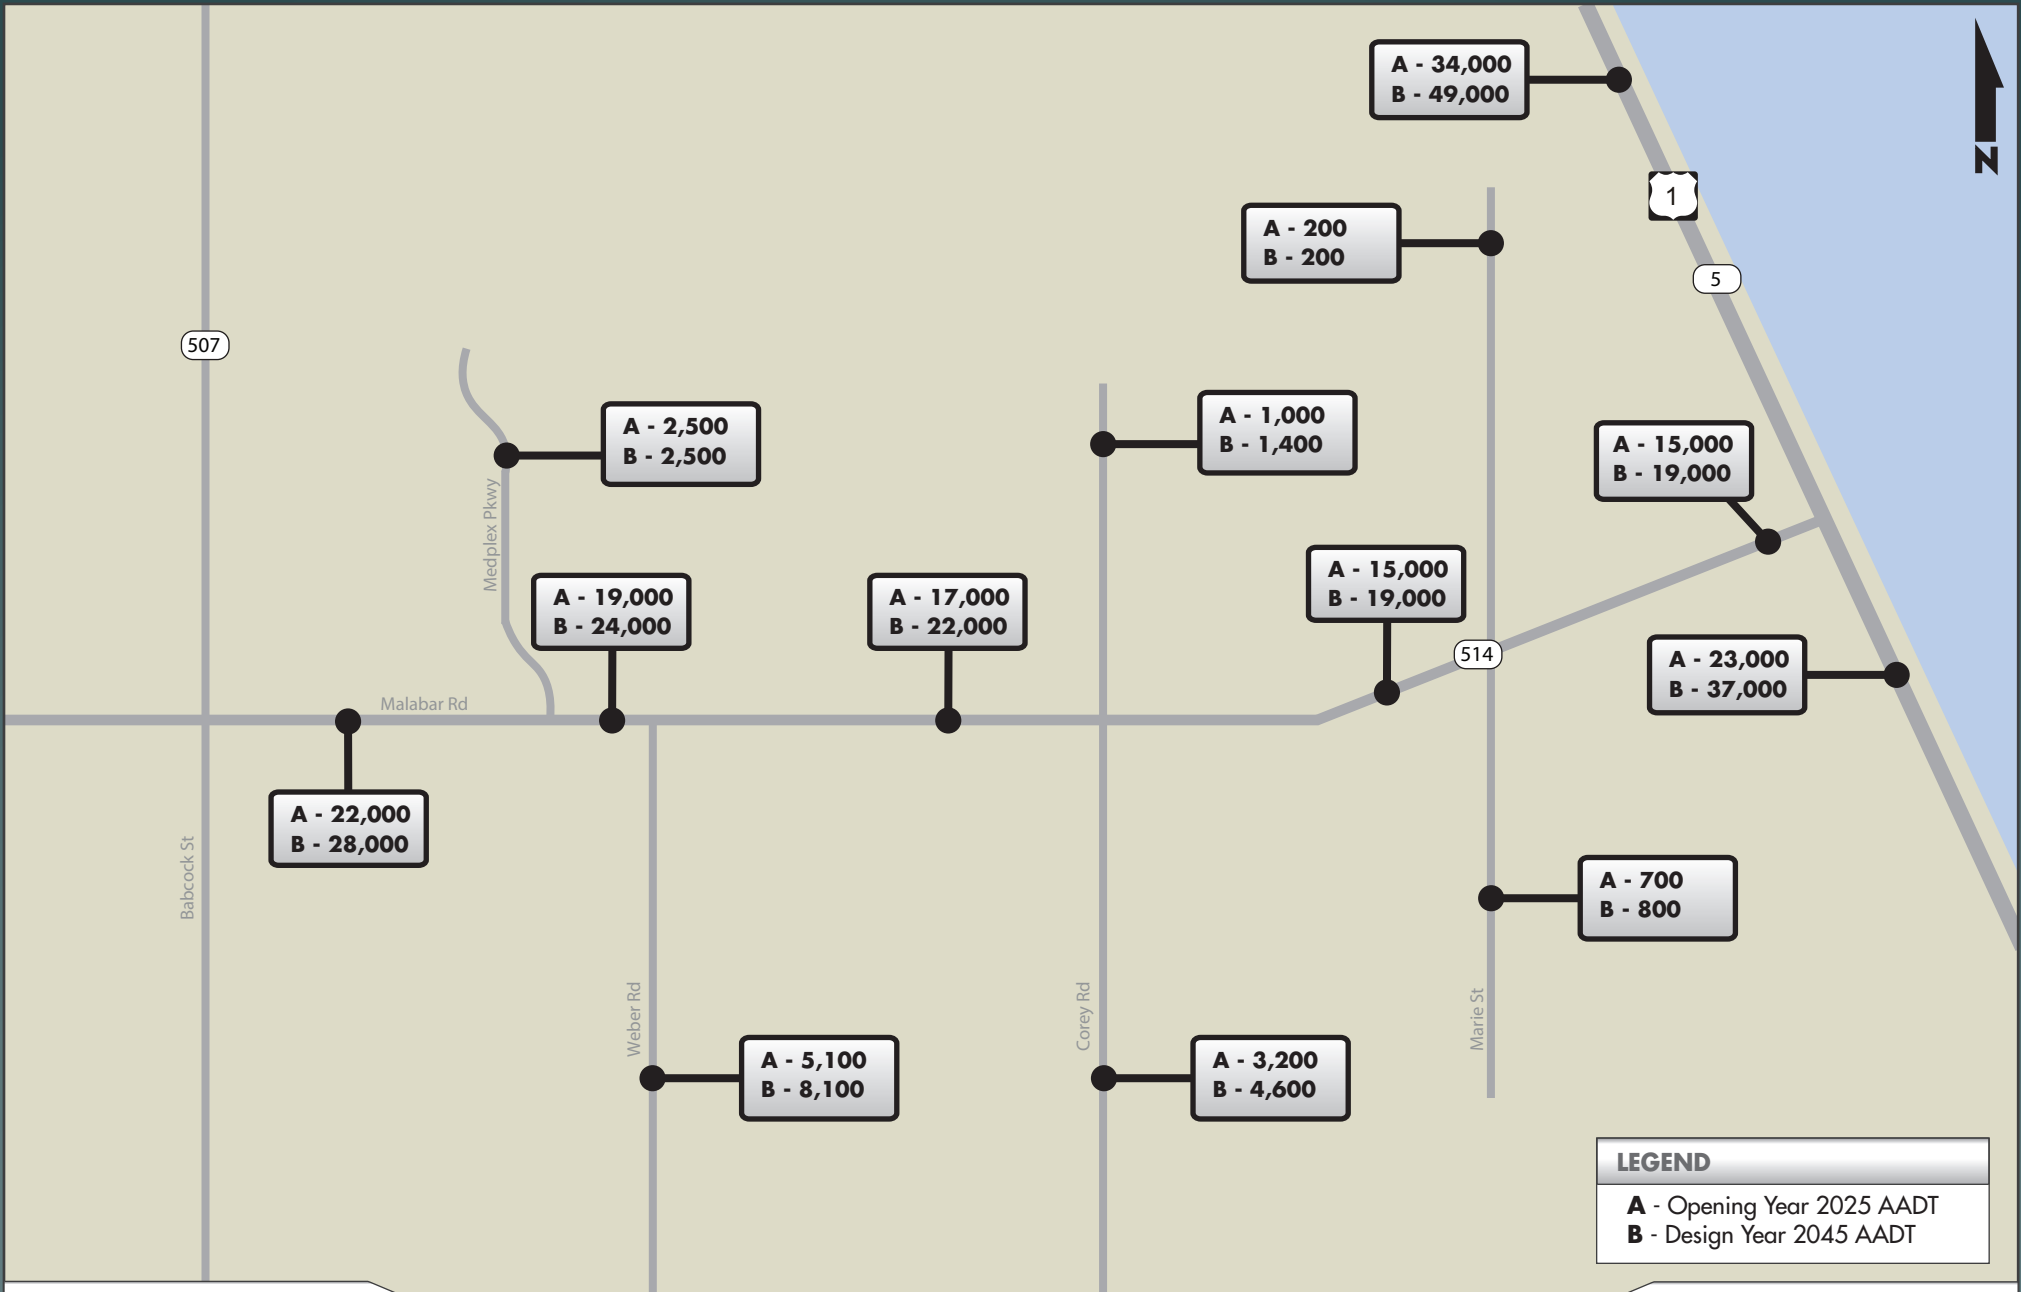 A - 34,000
B - 49,000
N
1
A - 200
B - 200
5
507
A - 2,500
B - 2,500
A - 1,000
B - 1,400
A - 15,000
B - 19,000
Medplex Pkwy
A - 19,000
B - 24,000
A - 17,000
B - 22,000
A - 15,000
B - 19,000
514
A - 23,000
B - 37,000
Malabar Rd
A - 22,000
B - 28,000
Babcock St
A - 700
B - 800
Weber Rd
Corey Rd
Marie St
A - 5,100
B - 8,100
A - 3,200
B - 4,600
LEGEND
A - Opening Year 2025 AADT
B - Design Year 2045 AADT